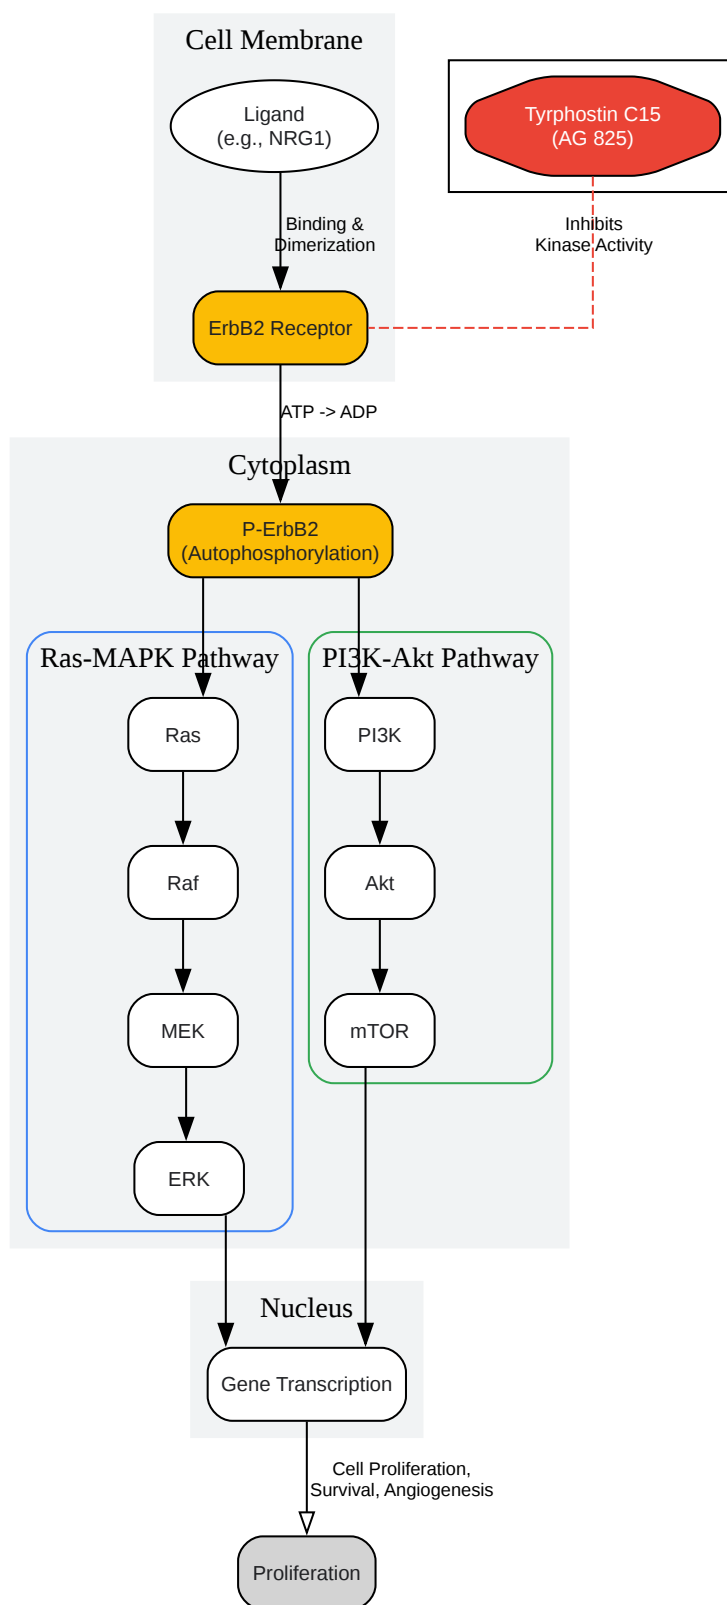 Cell Membrane
Ligand
(e.g., NRG1)
Tyrphostin C15
(AG 825)
Binding &
Dimerization
Inhibits
Kinase Activity
ErbB2 Receptor
ATP -> ADP
Cytoplasm
P-ErbB2
(Autophosphorylation)
Ras-MAPK Pathway
PI3K-Akt Pathway
Ras
PI3K
Raf
Akt
MEK
mTOR
ERK
Nucleus
Gene Transcription
Cell Proliferation,
Survival, Angiogenesis
Proliferation